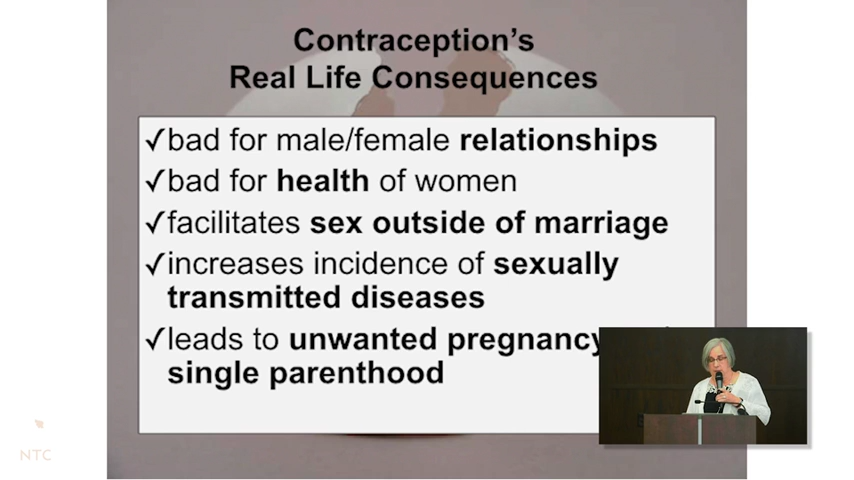 Contraception's
Real Life Consequences
✓bad for male/female relationships
✓bad for health of women
✓facilitates sex outside of marriage
✓increases incidence of sexually
transmitted diseases
✓leads to unwanted pregnancy
single parenthood
NTC